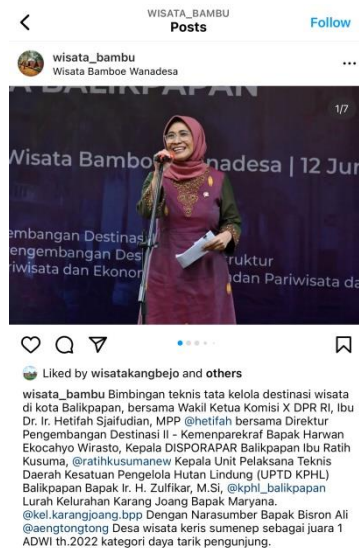 WISATA_BAMBU
Posts
Follow
wisata_bambu
Wisata Bamboe Wanadesa
1/7
BALIKPAPAN
Wisata Bamboe Wanadesa | 12 Jun
embangan Destinas
engembangan Des
ruktur
riwisata dan Ekonor
dan Pariwisata da
Liked by wisatakangbejo and others
wisata_bambu Bimbingan teknis tata kelola destinasi wisata
di kota Balikpapan, bersama Wakil Ketua Komisi X DPR RI, Ibu
Dr. Ir. Hetifah Sjaifudian, MPP @hetifah bersama Direktur
Pengembangan Destinasi II - Kemenparekraf Bapak Harwan
Ekocahyo Wirasto, Kepala DISPORAPAR Balikpapan Ibu Ratih
Kusuma, @ratihkusumanew Kepala Unit Pelaksana Teknis
Daerah Kesatuan Pengelola Hutan Lindung (UPTD KPHL)
Balikpapan Bapak Ir. H. Zulfikar, M.Si, @kphl_balikpapan
Lurah Kelurahan Karang Joang Bapak Maryana.
@kel.karangjoang.bpp Dengan Narasumber Bapak Bisron Ali
@aengtongtong Desa wisata keris sumenep sebagai juara 1
ADWI th.2022 kategori daya tarik pengunjung.